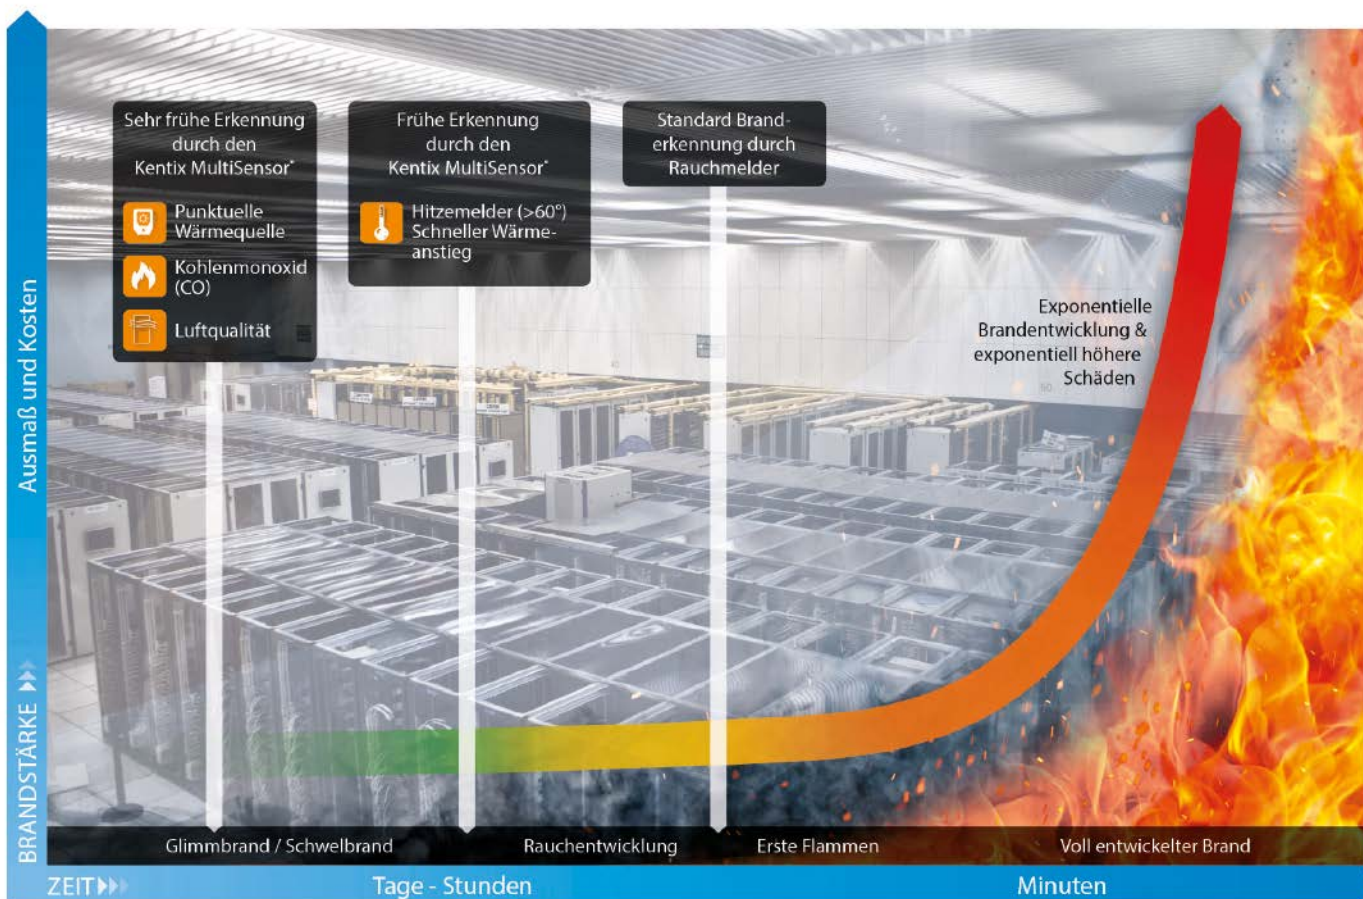 Sehr frühe Erkennung
durch den
Kentix MultiSensor*
Punktuelle
Wärmequelle
Kohlenmonoxid
(CO)
Luftqualität
Frühe Erkennung
durch den
Kentix MultiSensor*
Hitzemelder (>60°)
Schneller Wärme-
anstieg
Standard Brand-
erkennung durch
Rauchmelder
Exponentielle
Brandentwicklung &
exponentiell höhere
Schäden
Ausmaß und Kosten
BRANDSTÄRKE
Glimmbrand / Schwelbrand
Rauchentwicklung
Erste Flammen
Voll entwickelter Brand
ZEIT
Tage - Stunden
Minuten